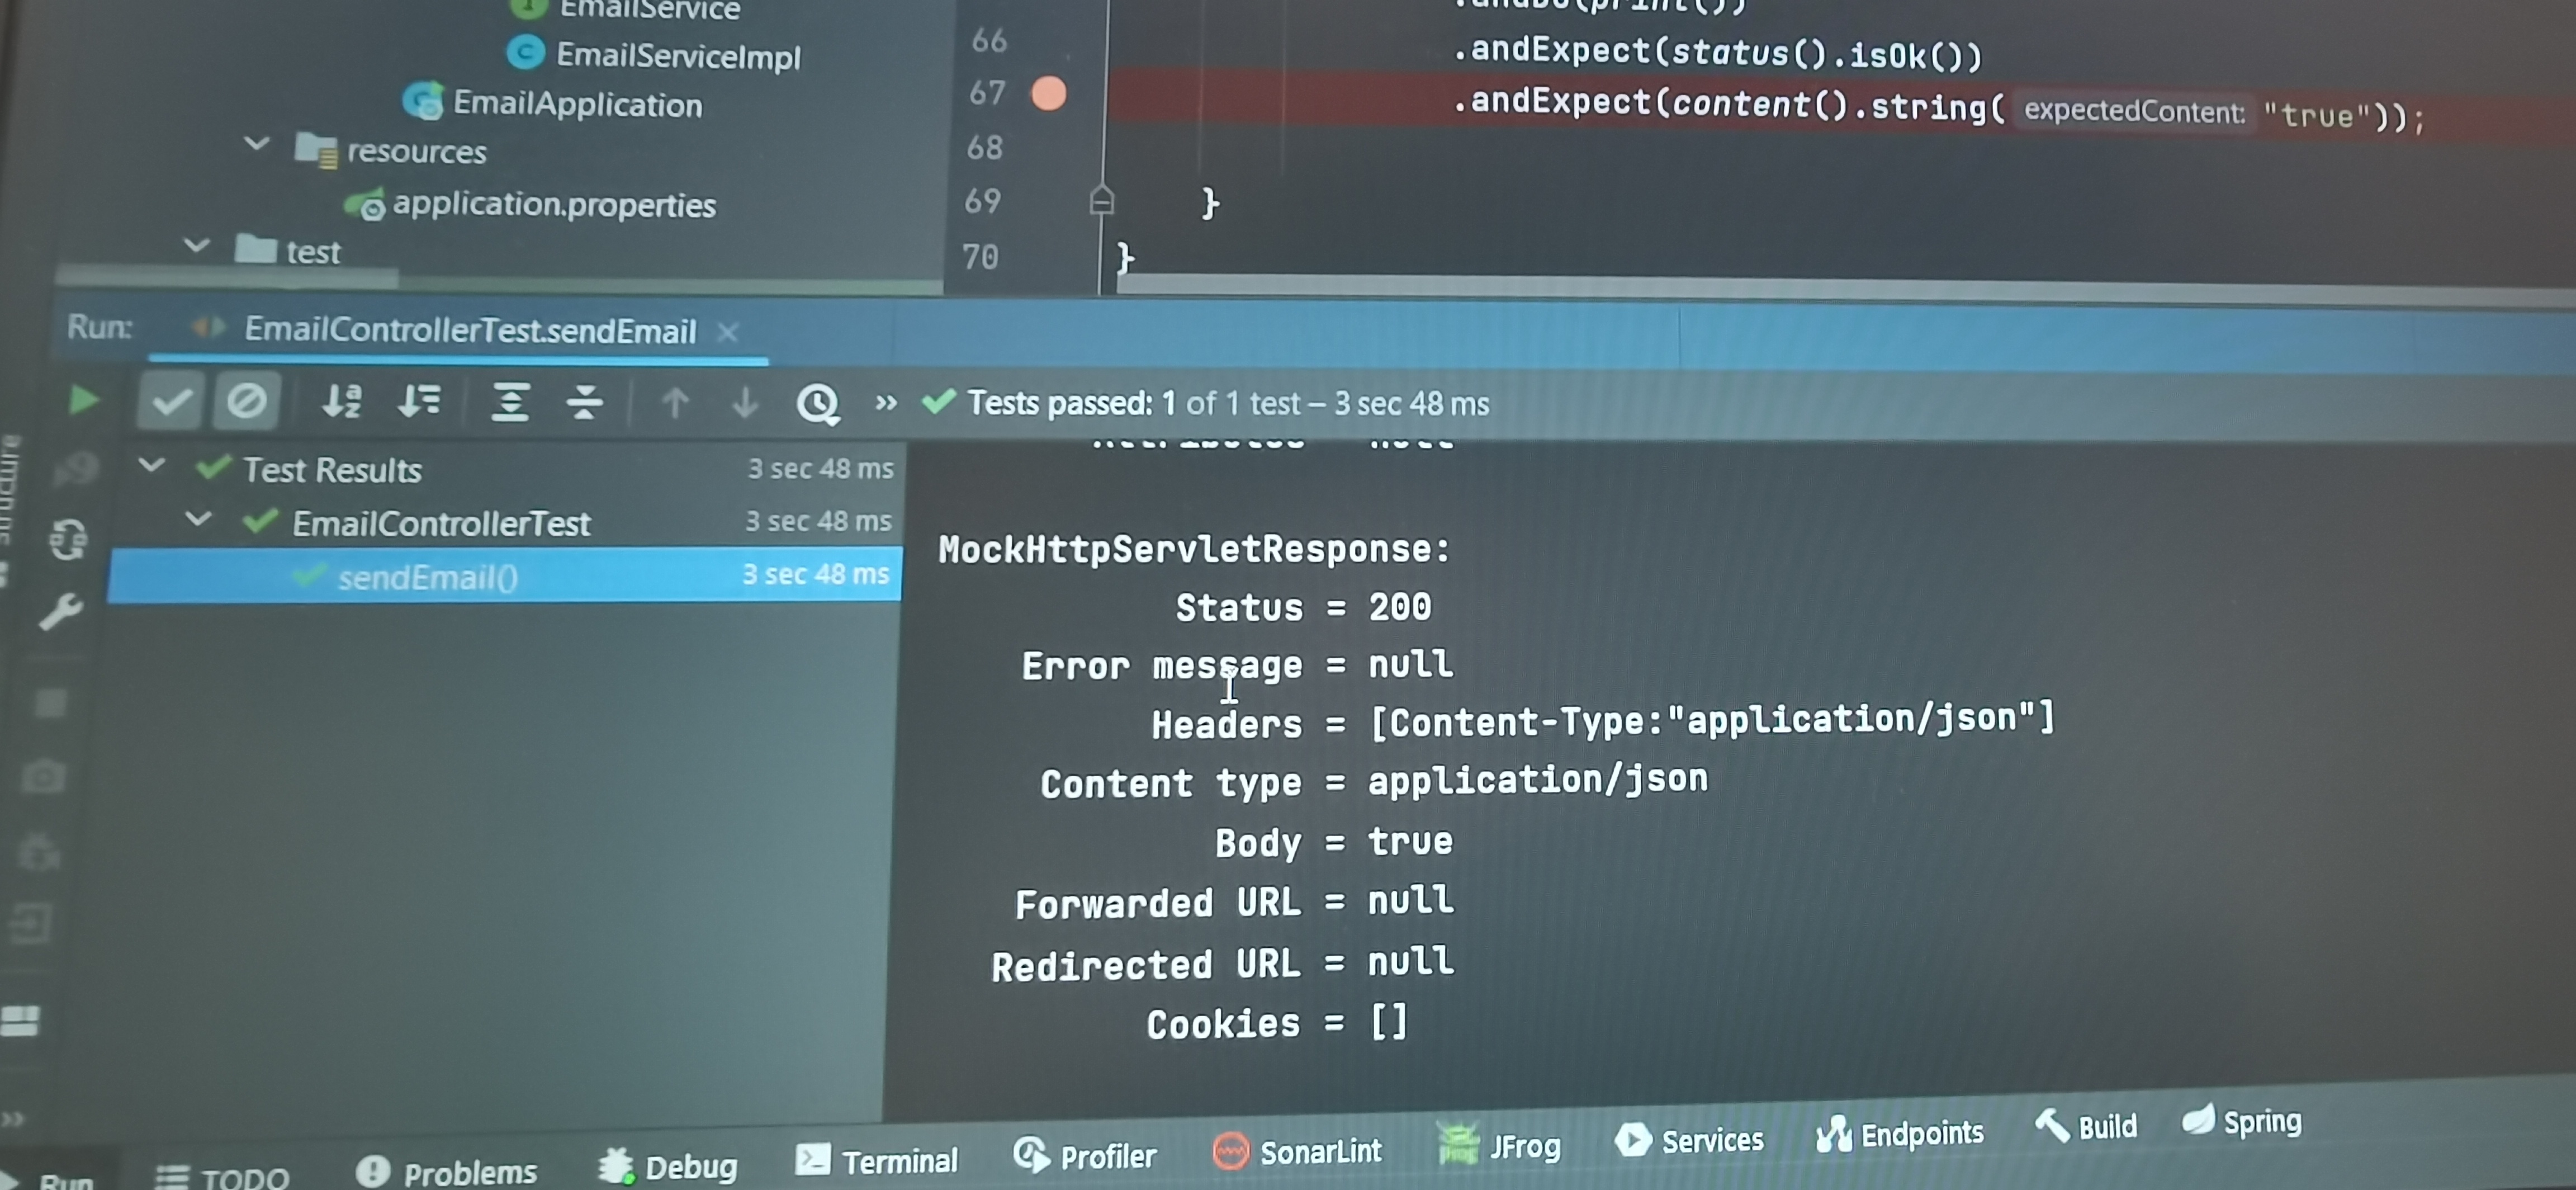 EmailService
EmailServiceImpl
EmailApplication
resources
application.properties
test
.andDo(print())
66 .andExpect(status().isOk())
67 .andExpect(content().string( expectedContent: "true"));
68
69 }
70 }
Run: EmailControllerTest.sendEmail
Tests passed: 1 of 1 test – 3 sec 48 ms
Test Results 3 sec 48 ms
EmailControllerTest 3 sec 48 ms
sendEmail() 3 sec 48 ms
Structure
MockHttpServletResponse:
Status = 200
Error message = null
Headers = [Content-Type:"application/json"]
Content type = application/json
Body = true
Forwarded URL = null
Redirected URL = null
Cookies = []
Run TODO Problems Debug Terminal Profiler SonarLint JFrog Services Endpoints Build Spring